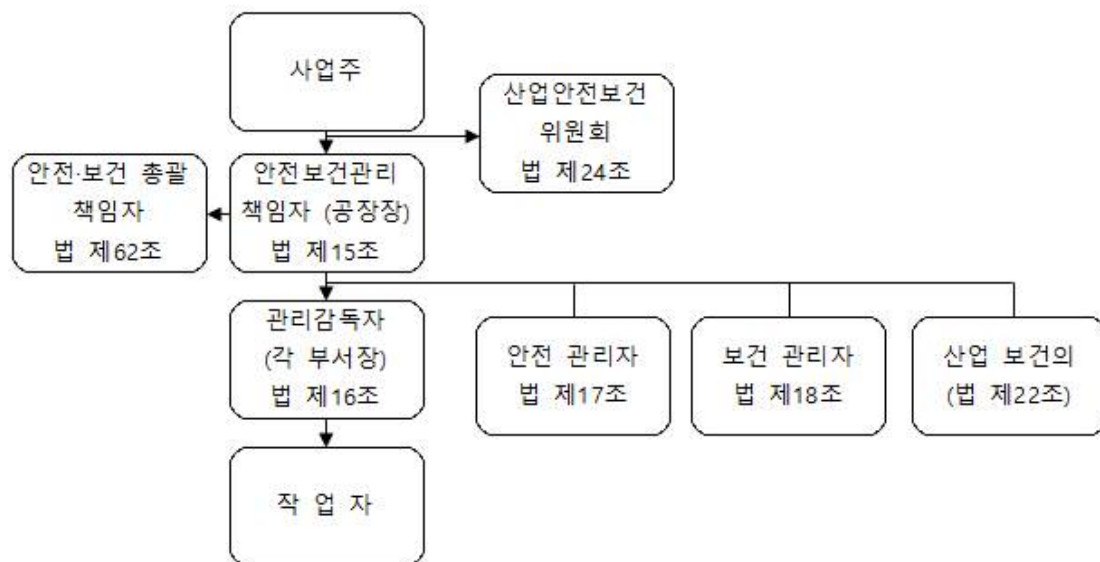 사업주
산업안전보건
위원회
법 제24조
안전·보건 총괄
책임자
법 제62조
안전보건관리
책임자 (공장장)
법 제15조
관리감독자
(각 부서장)
법 제16조
안전 관리자
법 제17조
보건 관리자
법 제18조
산업 보건의
(법 제22조)
작 업 자